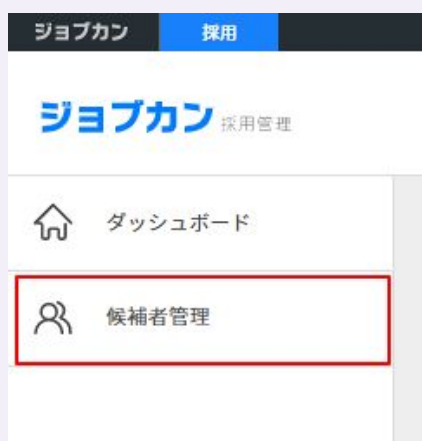 ジョブカン 採用
ジョブカン 採用管理
ダッシュボード
候補者管理